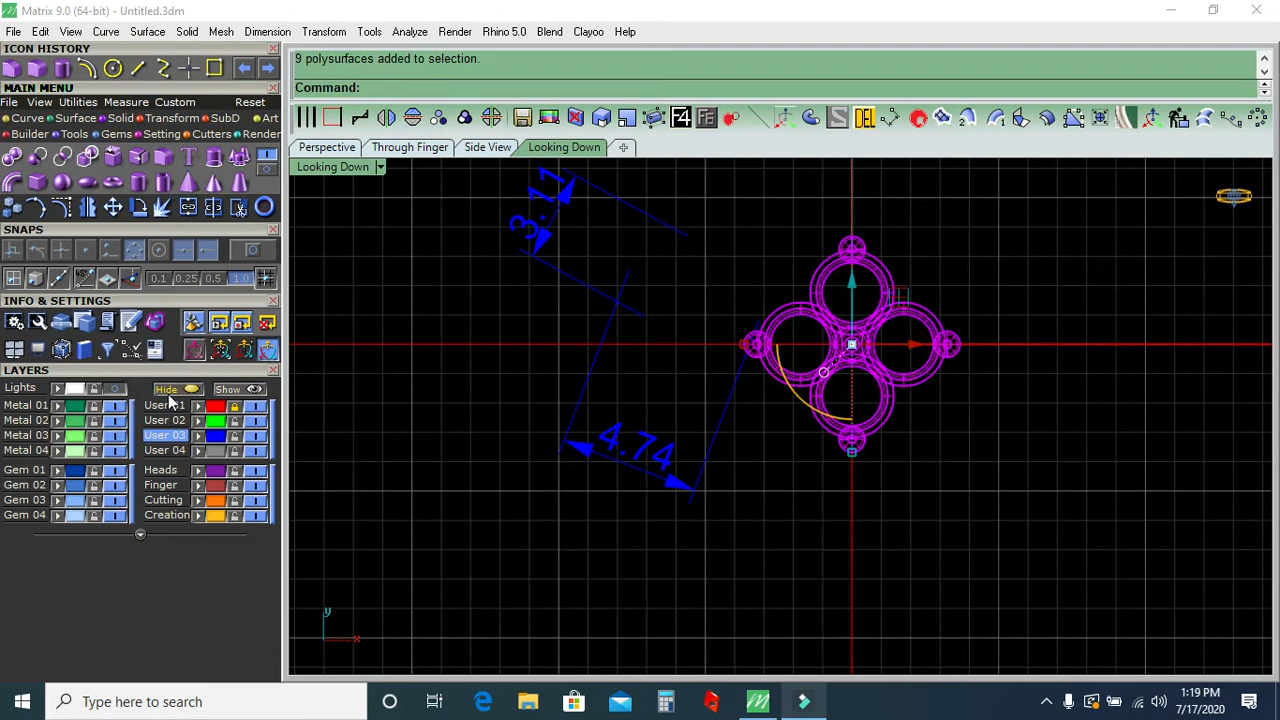 Matrix 9.0 (64-bit) - Untitled.3dm
File Edit View Curve Surface Solid Mesh Dimension Transform Tools Analyze Render Rhino 5.0 Blend Clayoo Help
ICON HISTORY
9 polysurfaces added to selection.
Command:
MAIN MENU
File View Utilities Measure Custom Reset
Curve Surface Solid Transform SubD Art
Builder Tools Gems Setting Cutters Render
F4
DEL
Perspective Through Finger Side View Looking Down
Looking Down
SNAPS
0.1 0.25 0.5 1.0
INFO & SETTINGS
LAYERS
Lights Hide Show
Metal 01
Metal 02 User 02
Metal 03 User 03
Metal 04 User 04
Gem 01 Heads
Gem 02 Finger
Gem 03 Cutting
Gem 04 Creation
3.11
4.74
y
x
Type here to search
1:19 PM
7/17/2020